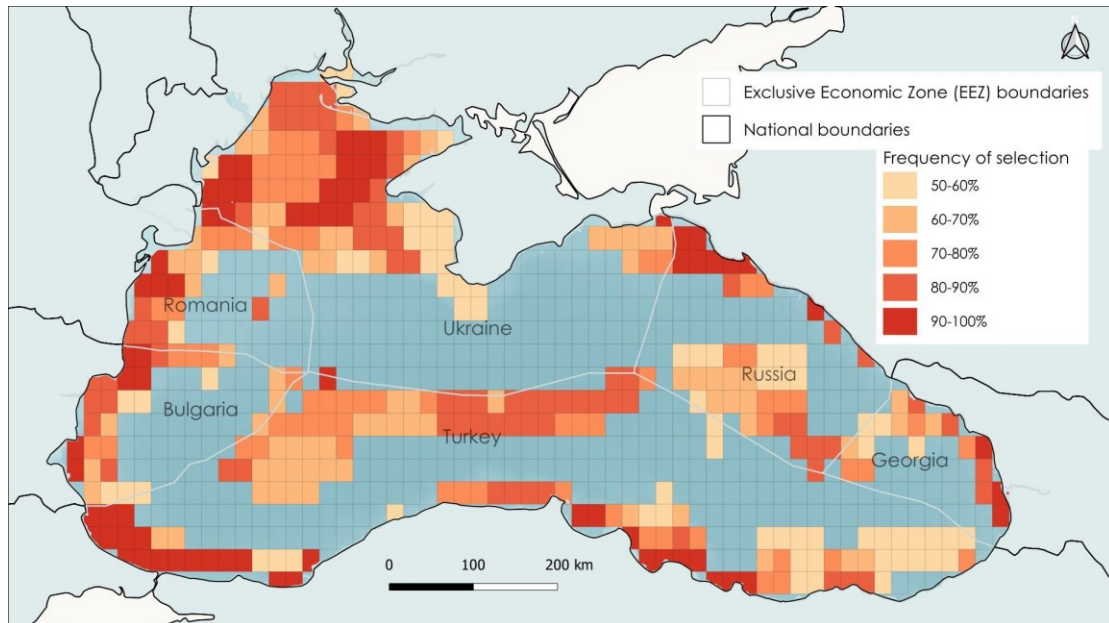 N
Exclusive Economic Zone (EEZ) boundaries
National boundaries
Frequency of selection
50-60%
60-70%
70-80%
80-90%
90-100%
Romania
Ukraine
Russia
Bulgaria
Turkey
Georgia
0 100 200 km